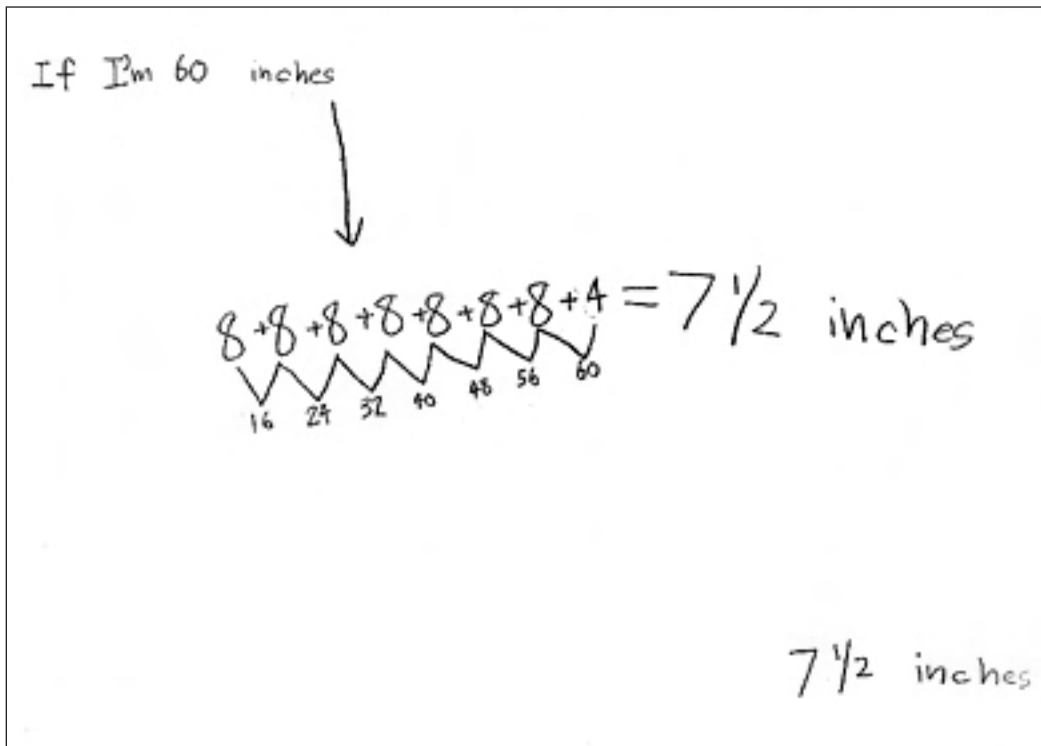 If I'm 60 inches
8 + 8 + 8 + 8 + 8 + 8 + 8 + 4 = 7 1/2 inches
16 24 32 40 48 56 60
7 1/2 inches